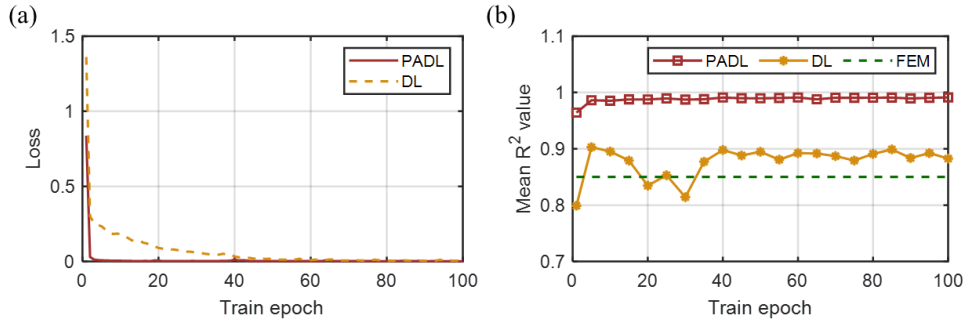 (a)
1.5
1
0.5
0
Loss
PADL
DL
0 20 40 60 80 100
Train epoch
(b)
1.1
1
0.9
0.8
0.7
Mean R² value
PADL DL FEM
0 20 40 60 80 100
Train epoch